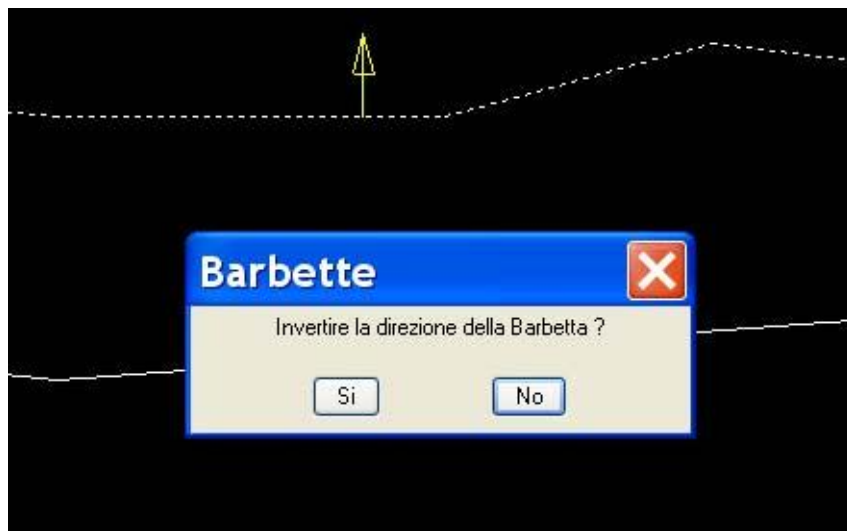 Barbette
Invertire la direzione della Barbetta ?
Si
No